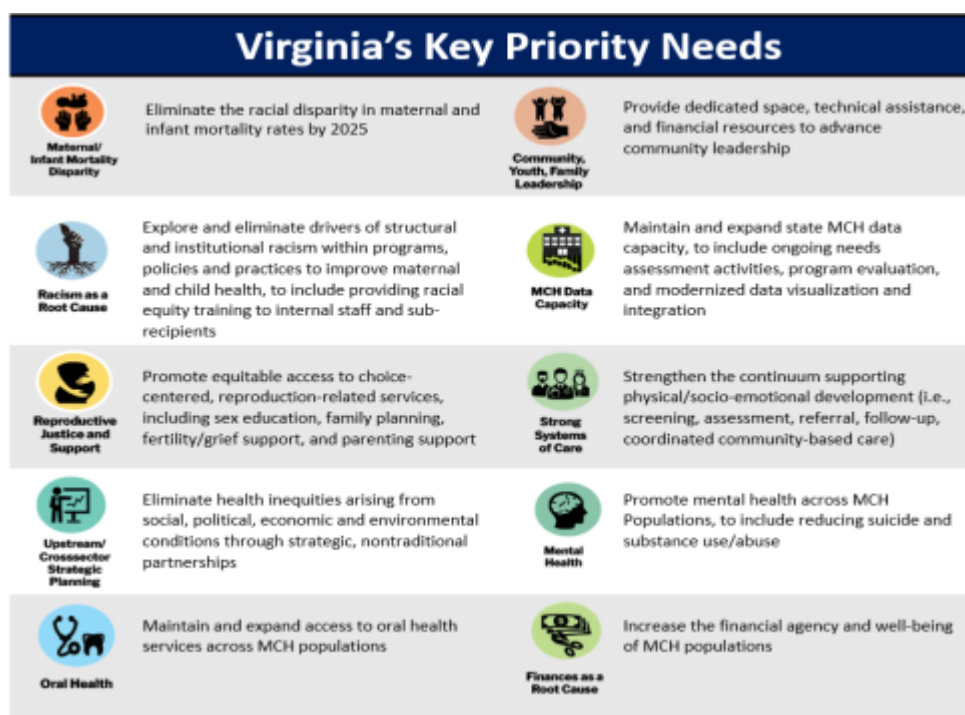 Virginia's Key Priority Needs
Maternal/
Infant Mortality
Disparity
Eliminate the racial disparity in maternal and
infant mortality rates by 2025
Community,
Youth, Family
Leadership
Provide dedicated space, technical assistance,
and financial resources to advance
community leadership
Racism as a
Root Cause
Explore and eliminate drivers of structural
and institutional racism within programs,
policies and practices to improve maternal
and child health, to include providing racial
equity training to internal staff and sub-
recipients
MCH Data
Capacity
Maintain and expand state MCH data
capacity, to include ongoing needs
assessment activities, program evaluation,
and modernized data visualization and
integration
Reproductive
Justice and
Support
Promote equitable access to choice-
centered, reproduction-related services,
including sex education, family planning,
fertility/grief support, and parenting support
Strong
Systems
of Care
Strengthen the continuum supporting
physical/socio-emotional development (i.e.,
screening, assessment, referral, follow-up,
coordinated community-based care)
Upstream/
Crosssector
Strategic
Planning
Eliminate health inequities arising from
social, political, economic and environmental
conditions through strategic, nontraditional
partnerships
Mental
Health
Promote mental health across MCH
Populations, to include reducing suicide and
substance use/abuse
Oral Health
Maintain and expand access to oral health
services across MCH populations
Finances as a
Root Cause
Increase the financial agency and well-being
of MCH populations